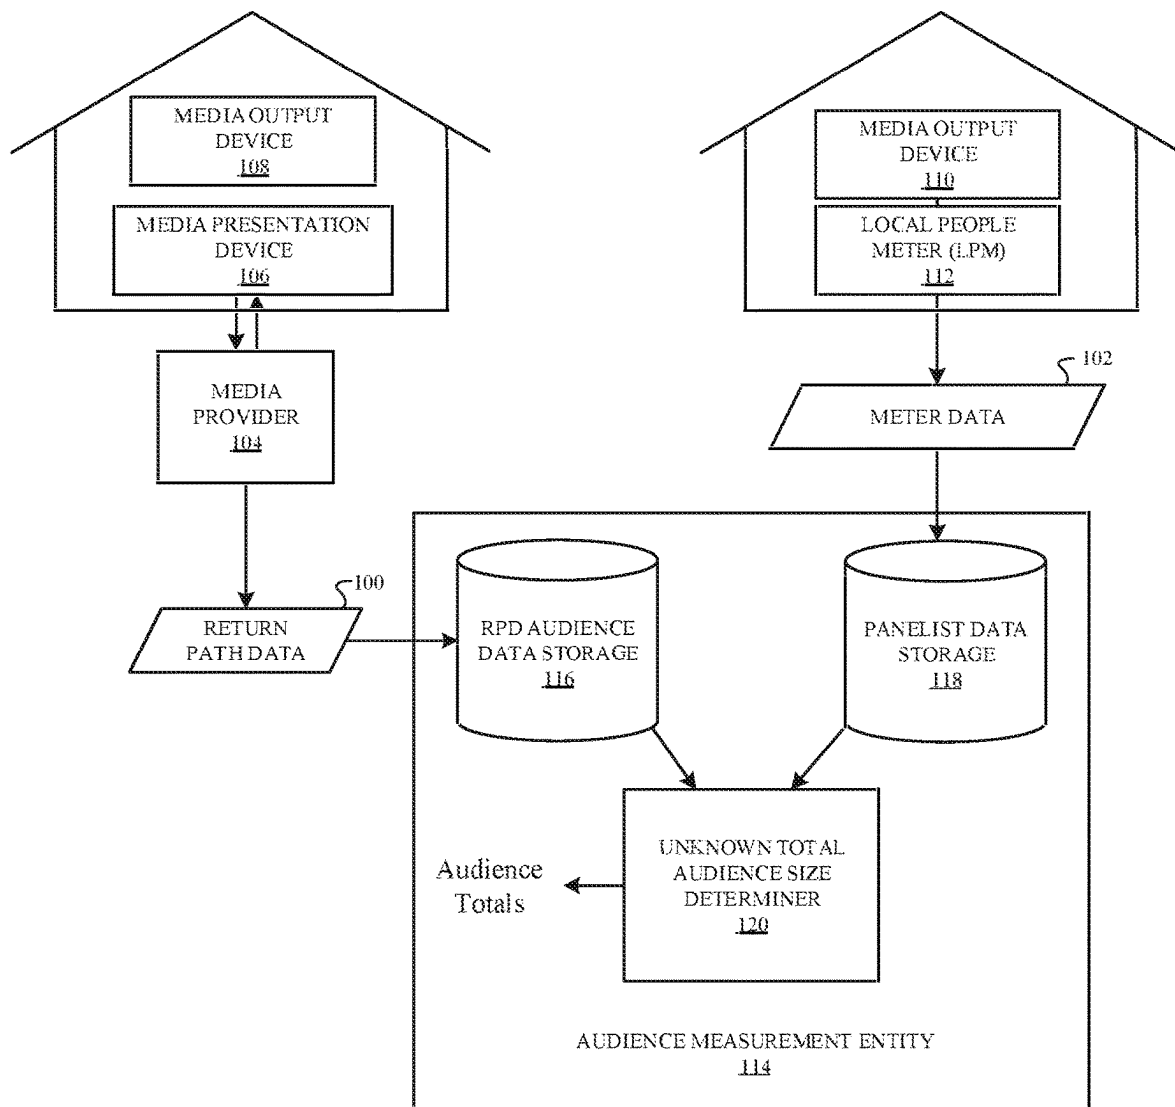 MEDIA OUTPUT
DEVICE
108
MEDIA PRESENTATION
DEVICE
106
MEDIA OUTPUT
DEVICE
110
LOCAL PEOPLE
METER (LPM)
112
MEDIA
PROVIDER
104
102
METER DATA
100
RETURN
PATH DATA
RPD AUDIENCE
DATA STORAGE
116
PANELIST DATA
STORAGE
118
UNKNOWN TOTAL
AUDIENCE SIZE
DETERMINER
120
Audience
Totals
AUDIENCE MEASUREMENT ENTITY
114